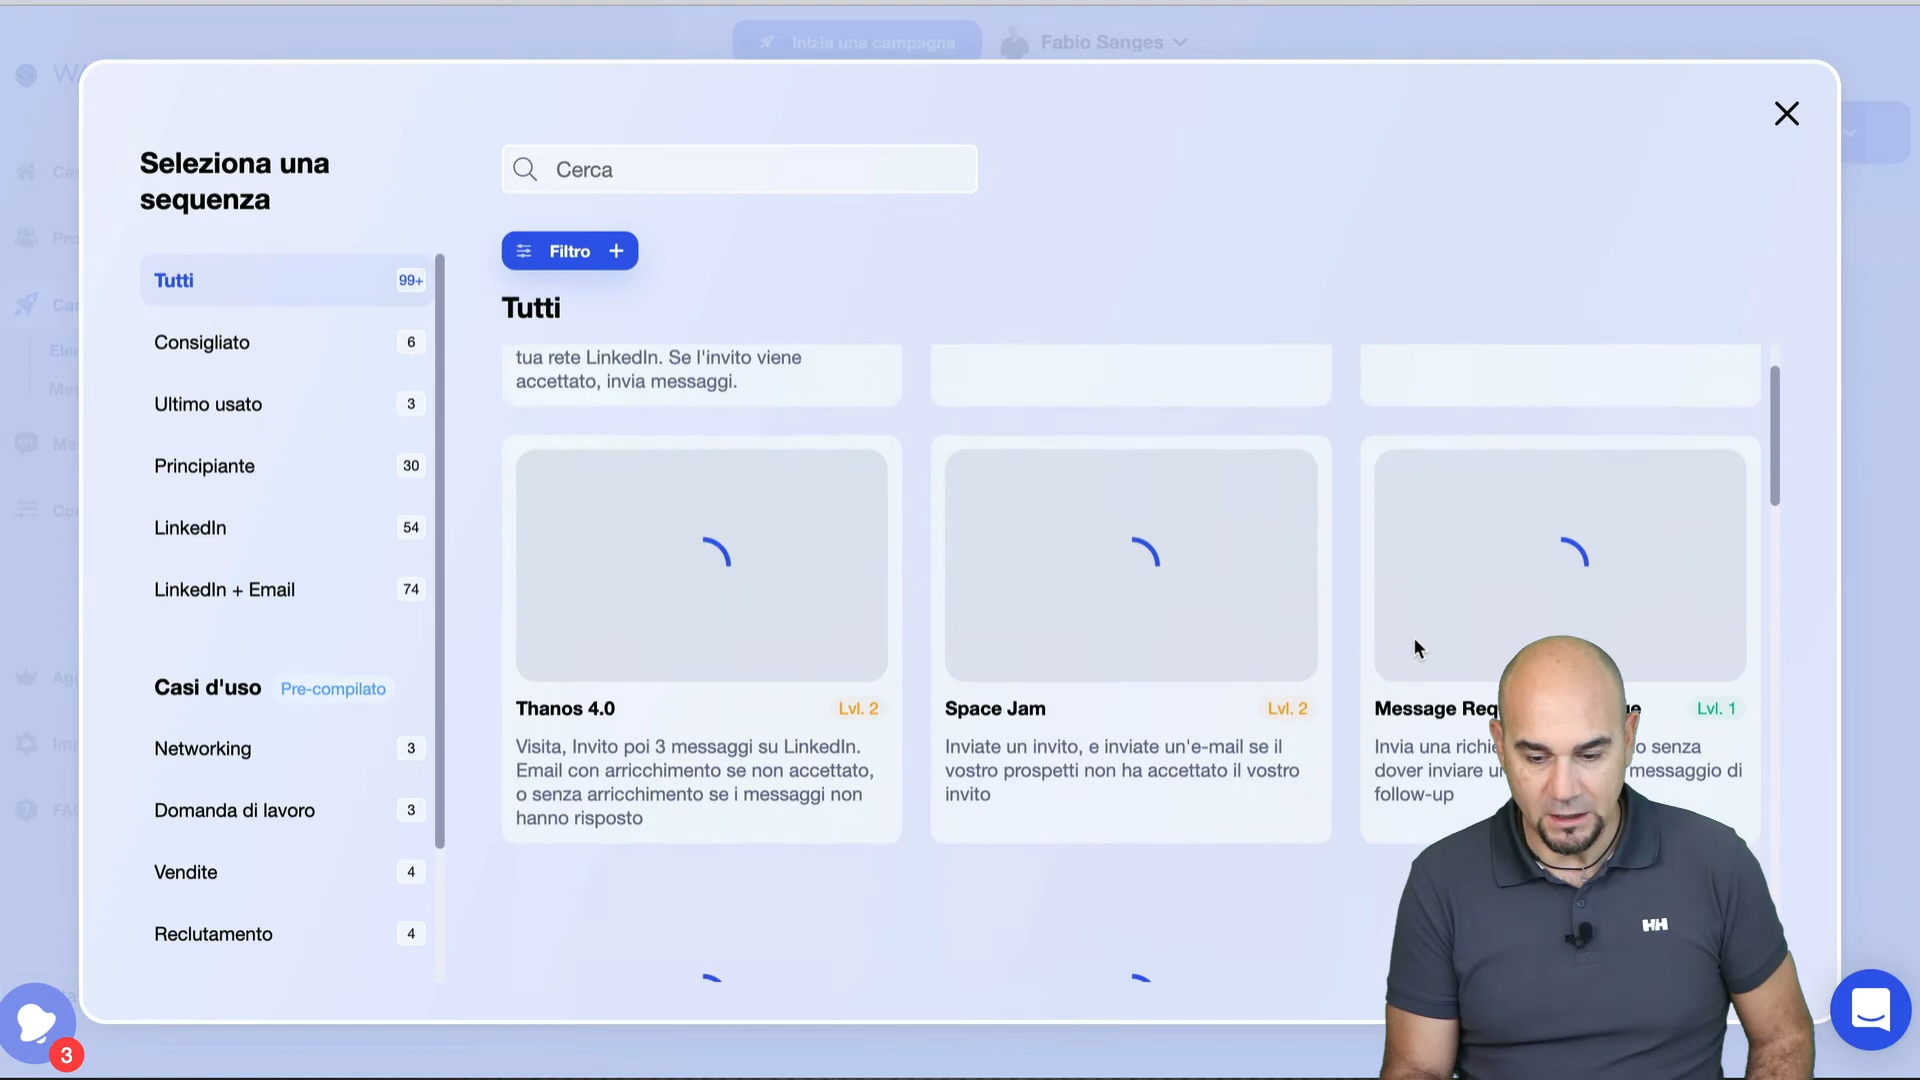 Inizia una campagna
Fabio Sanges
Seleziona una
sequenza
Cerca
Filtro +
Tutti 99+
Consigliato 6
Ultimo usato 3
Principiante 30
LinkedIn 54
LinkedIn + Email 74
Casi d'uso Pre-compilato
Networking 3
Domanda di lavoro 3
Vendite 4
Reclutamento 4
Tutti
tua rete LinkedIn. Se l'invito viene
accettato, invia messaggi.
Thanos 4.0 Lvl. 2
Visita, Invito poi 3 messaggi su LinkedIn.
Email con arricchimento se non accettato,
o senza arricchimento se i messaggi non
hanno risposto
Space Jam Lvl. 2
Inviate un invito, e inviate un'e-mail se il
vostro prospetti non ha accettato il vostro
invito
Message Req Lvl. 1
Invia una richie o senza
dover inviare un messaggio di
follow-up
HH
3